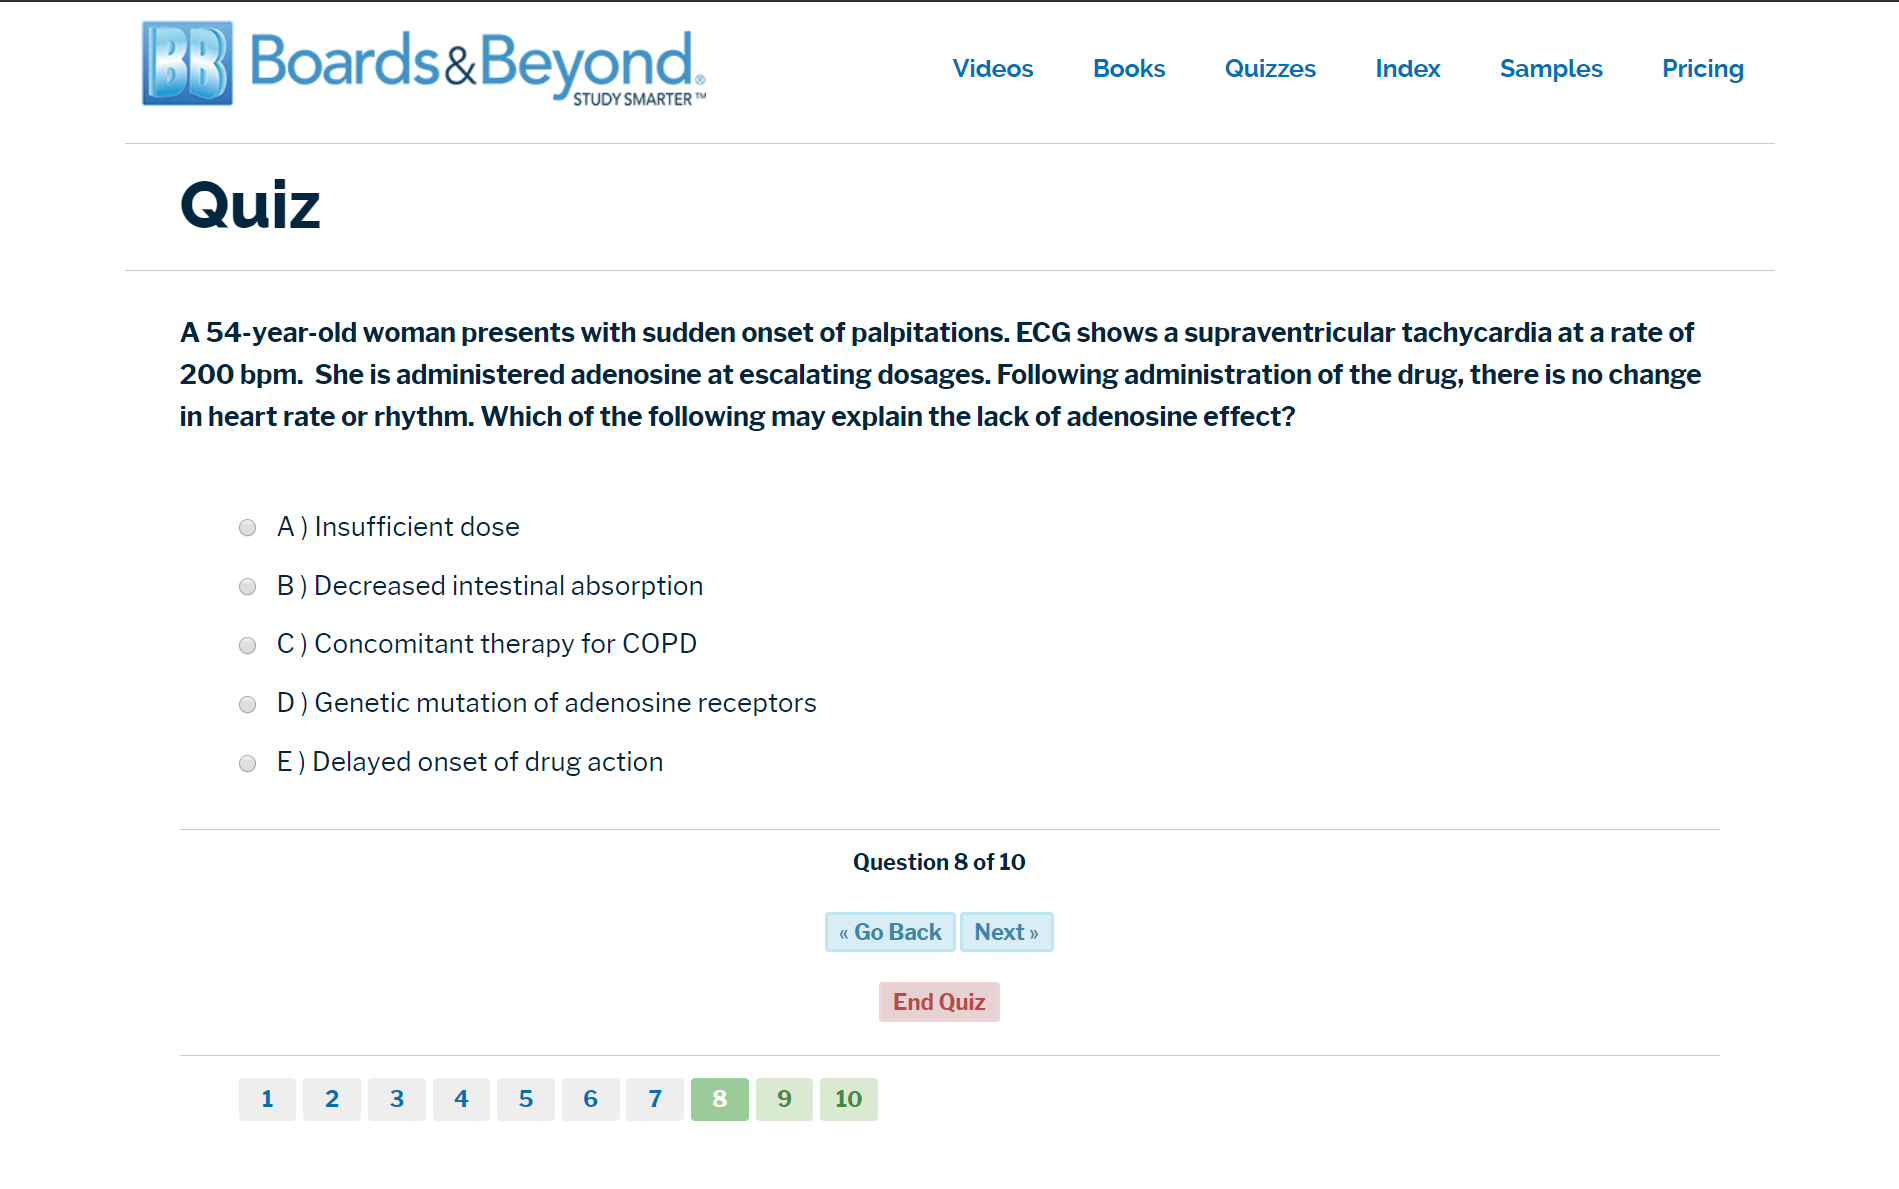 BB Boards&Beyond®
STUDY SMARTER™
Videos Books Quizzes Index Samples Pricing
Quiz
A 54-year-old woman presents with sudden onset of palpitations. ECG shows a supraventricular tachycardia at a rate of
200 bpm.  She is administered adenosine at escalating dosages. Following administration of the drug, there is no change
in heart rate or rhythm. Which of the following may explain the lack of adenosine effect?
A ) Insufficient dose
B ) Decreased intestinal absorption
C ) Concomitant therapy for COPD
D ) Genetic mutation of adenosine receptors
E ) Delayed onset of drug action
Question 8 of 10
« Go Back Next »
End Quiz
1 2 3 4 5 6 7 8 9 10